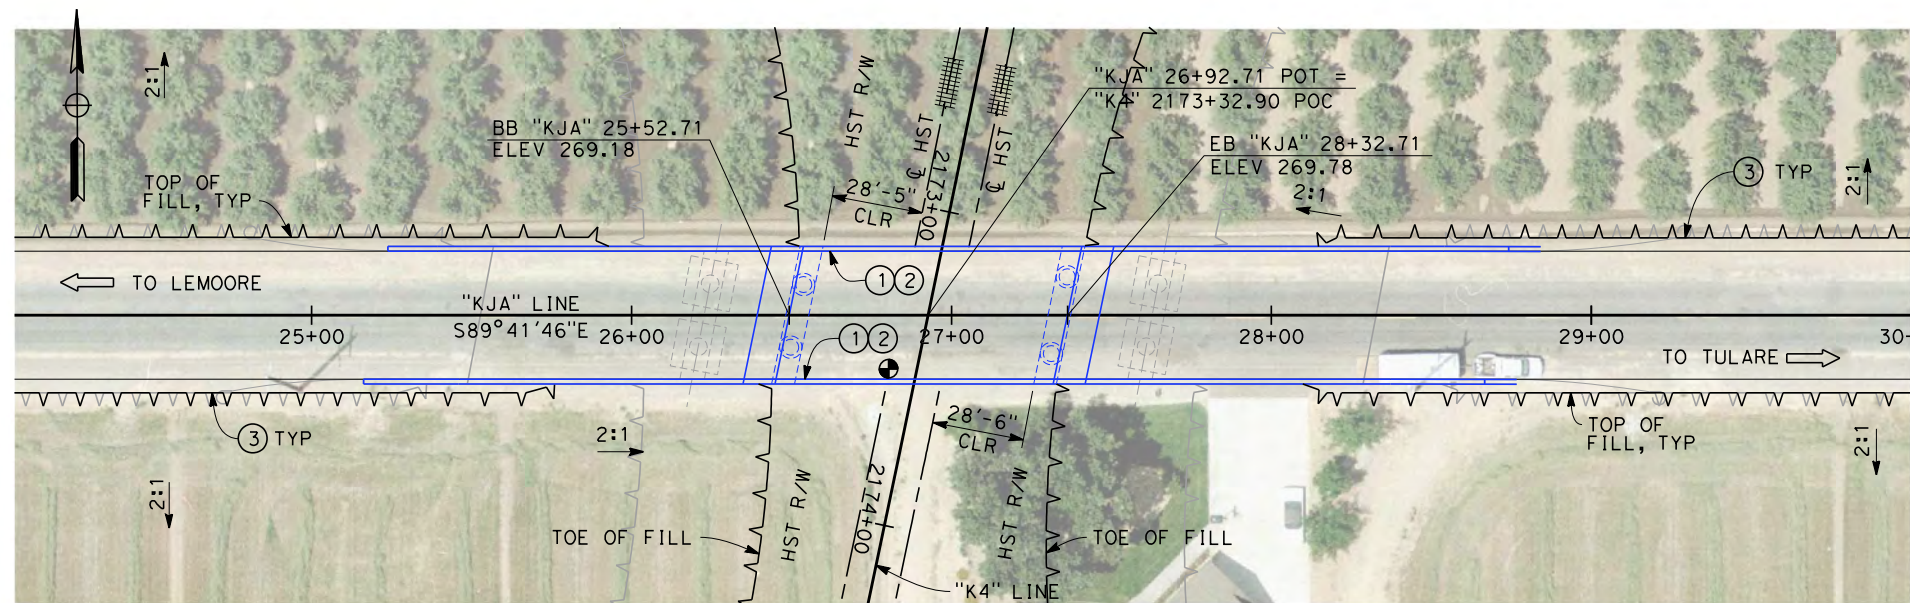 2:1
HST R/W
℄ HST
℄ HST
2173+00
"KJA" 26+92.71 POT =
"K4" 2173+32.90 POC
BB "KJA" 25+52.71
ELEV 269.18
EB "KJA" 28+32.71
ELEV 269.78
2:1
3 TYP
2:1
TOP OF
FILL, TYP
28'-5"
CLR
TO LEMOORE
1 2
"KJA" LINE
S89°41'46"E
25+00
26+00
27+00
28+00
29+00
30-
1 2
TO TULARE
3 TYP
2:1
28'-6"
CLR
TOP OF
FILL, TYP
2:1
2:1
HST R/W
2174+00
HST R/W
TOE OF FILL
TOE OF FILL
"K4" LINE